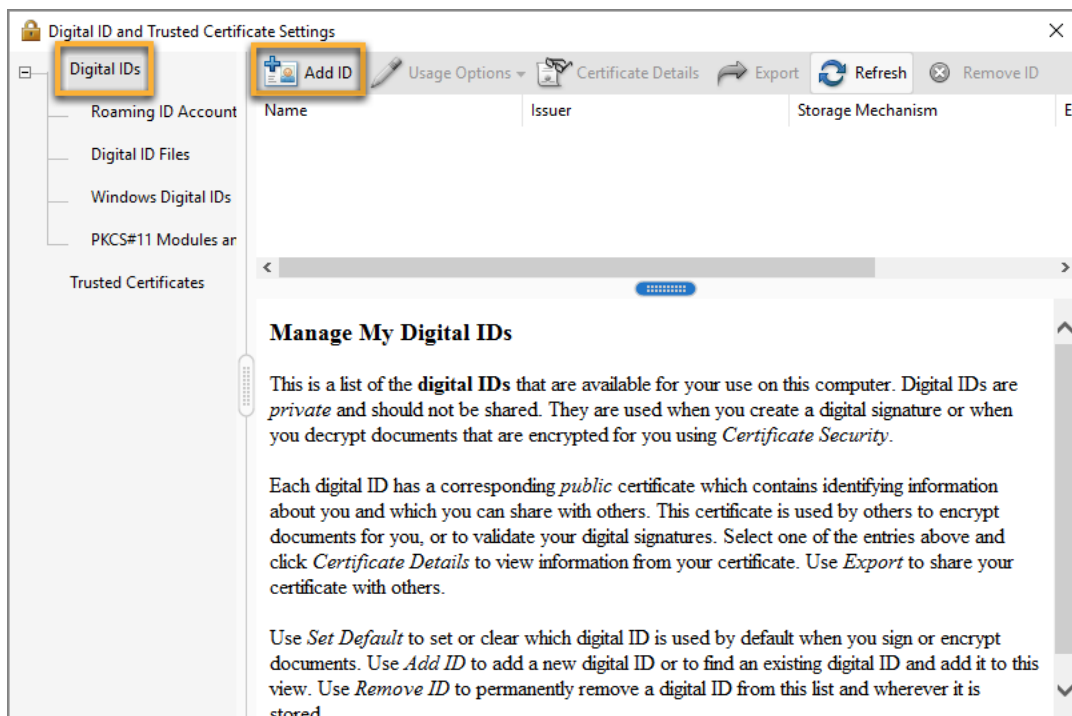 Digital ID and Trusted Certificate Settings
Digital IDs
Add ID
Usage Options
Certificate Details
Export
Refresh
Remove ID
Roaming ID Account
Name
Issuer
Storage Mechanism
E
Digital ID Files
Windows Digital IDs
PKCS#11 Modules an
Trusted Certificates
Manage My Digital IDs
This is a list of the digital IDs that are available for your use on this computer. Digital IDs are
private and should not be shared. They are used when you create a digital signature or when
you decrypt documents that are encrypted for you using Certificate Security.
Each digital ID has a corresponding public certificate which contains identifying information
about you and which you can share with others. This certificate is used by others to encrypt
documents for you, or to validate your digital signatures. Select one of the entries above and
click Certificate Details to view information from your certificate. Use Export to share your
certificate with others.
Use Set Default to set or clear which digital ID is used by default when you sign or encrypt
documents. Use Add ID to add a new digital ID or to find an existing digital ID and add it to this
view. Use Remove ID to permanently remove a digital ID from this list and wherever it is
stored